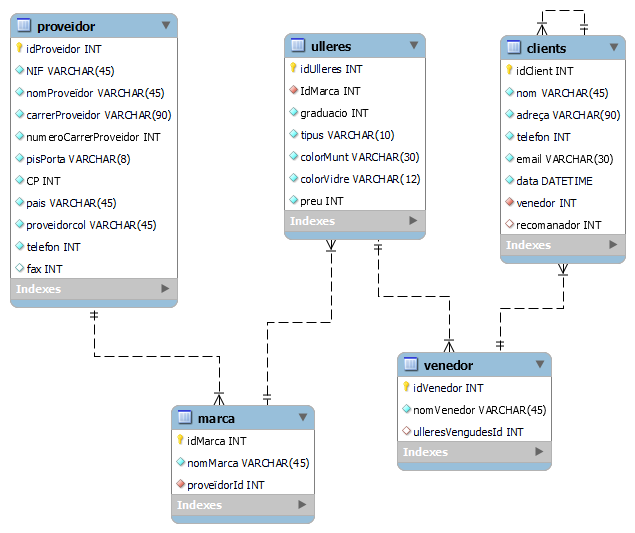 proveidor
idProveidor INT
NIF VARCHAR(45)
nomProveïdor VARCHAR(45)
carrerProveidor VARCHAR(90)
numeroCarrerProveidor INT
pisPorta VARCHAR(8)
CP INT
pais VARCHAR(45)
proveidorcol VARCHAR(45)
telefon INT
fax INT
Indexes
ulleres
idUlleres INT
IdMarca INT
graduacio INT
tipus VARCHAR(10)
colorMunt VARCHAR(30)
colorVidre VARCHAR(12)
preu INT
Indexes
clients
idClient INT
nom VARCHAR(45)
adreça VARCHAR(90)
telefon INT
email VARCHAR(30)
data DATETIME
venedor INT
recomanador INT
Indexes
marca
idMarca INT
nomMarca VARCHAR(45)
proveïdorId INT
Indexes
venedor
idVenedor INT
nomVenedor VARCHAR(45)
ulleresVengudesId INT
Indexes